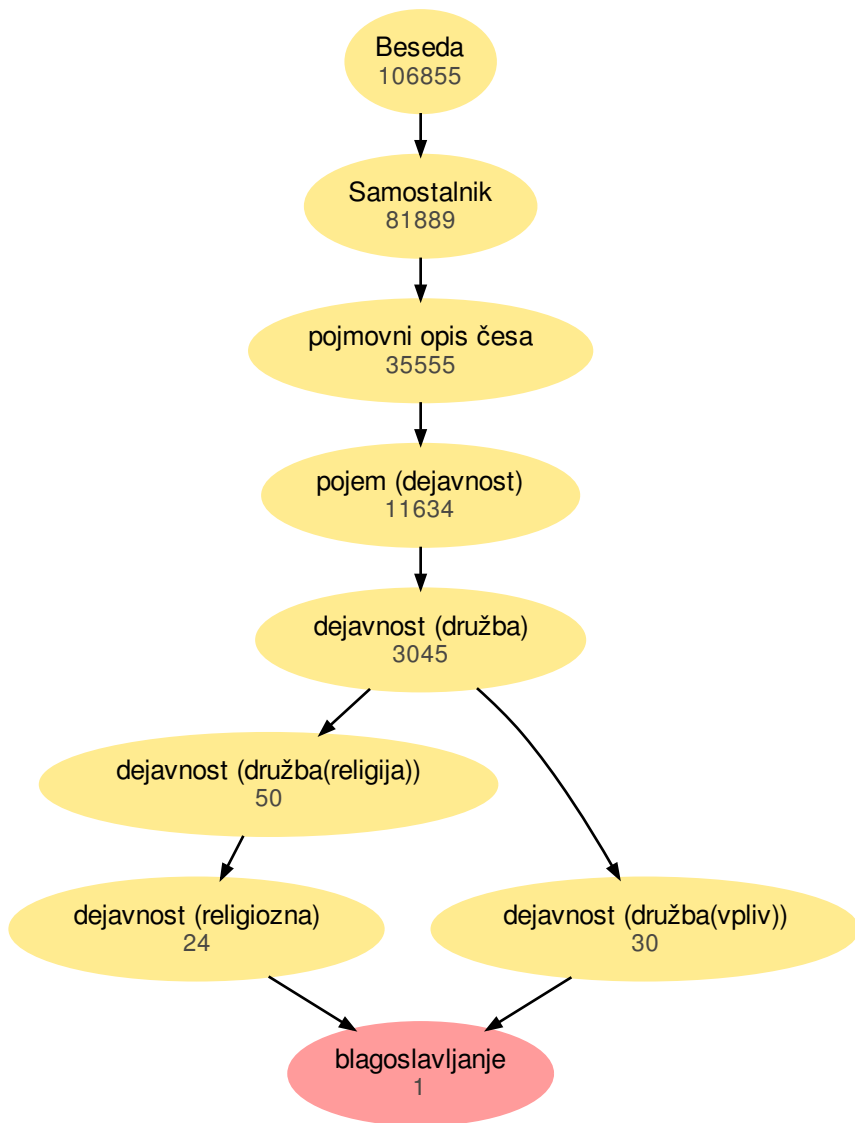 Beseda
106855
Samostalnik
81889
pojmovni opis česa
35555
pojem (dejavnost)
11634
dejavnost (družba)
3045
dejavnost (družba(religija))
50
dejavnost (religiozna)
24
dejavnost (družba(vpliv))
30
blagoslavljanje
1